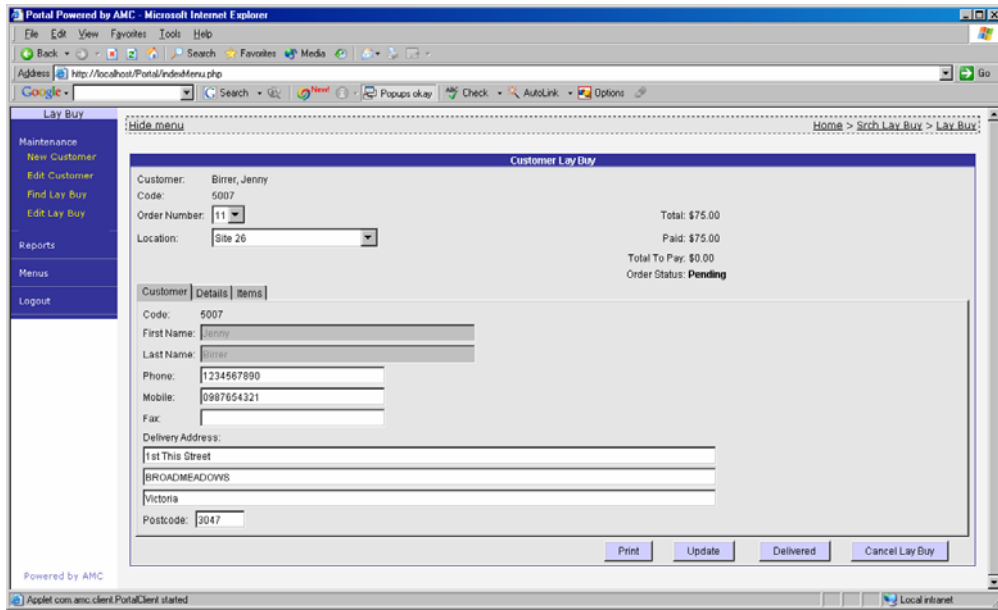 Portal Powered by AMC - Microsoft Internet Explorer
File Edit View Favorites Tools Help
Back Search Favorites Media
Address http://localhost/Portal/indexMenu.php Go
Google - Search New! Popups okay ABC Check AutoLink Options
Lay Buy
Hide menu Home > Srch Lay Buy > Lay Buy
Maintenance
New Customer
Edit Customer
Find Lay Buy
Edit Lay Buy
Reports
Menus
Logout
Customer Lay Buy
Customer: Birrer, Jenny
Code: 5007
Order Number: 11 Total: $75.00
Location: Site 26 Paid: $75.00
Total To Pay: $0.00
Order Status: Pending
Customer Details Items
Code: 5007
First Name: Jenny
Last Name: Birrer
Phone: 1234567890
Mobile: 0987654321
Fax:
Delivery Address:
1st This Street
BROADMEADOWS
Victoria
Postcode: 3047
Print Update Delivered Cancel Lay Buy
Powered by AMC
Applet com.amc.client.PortalClient started Local intranet